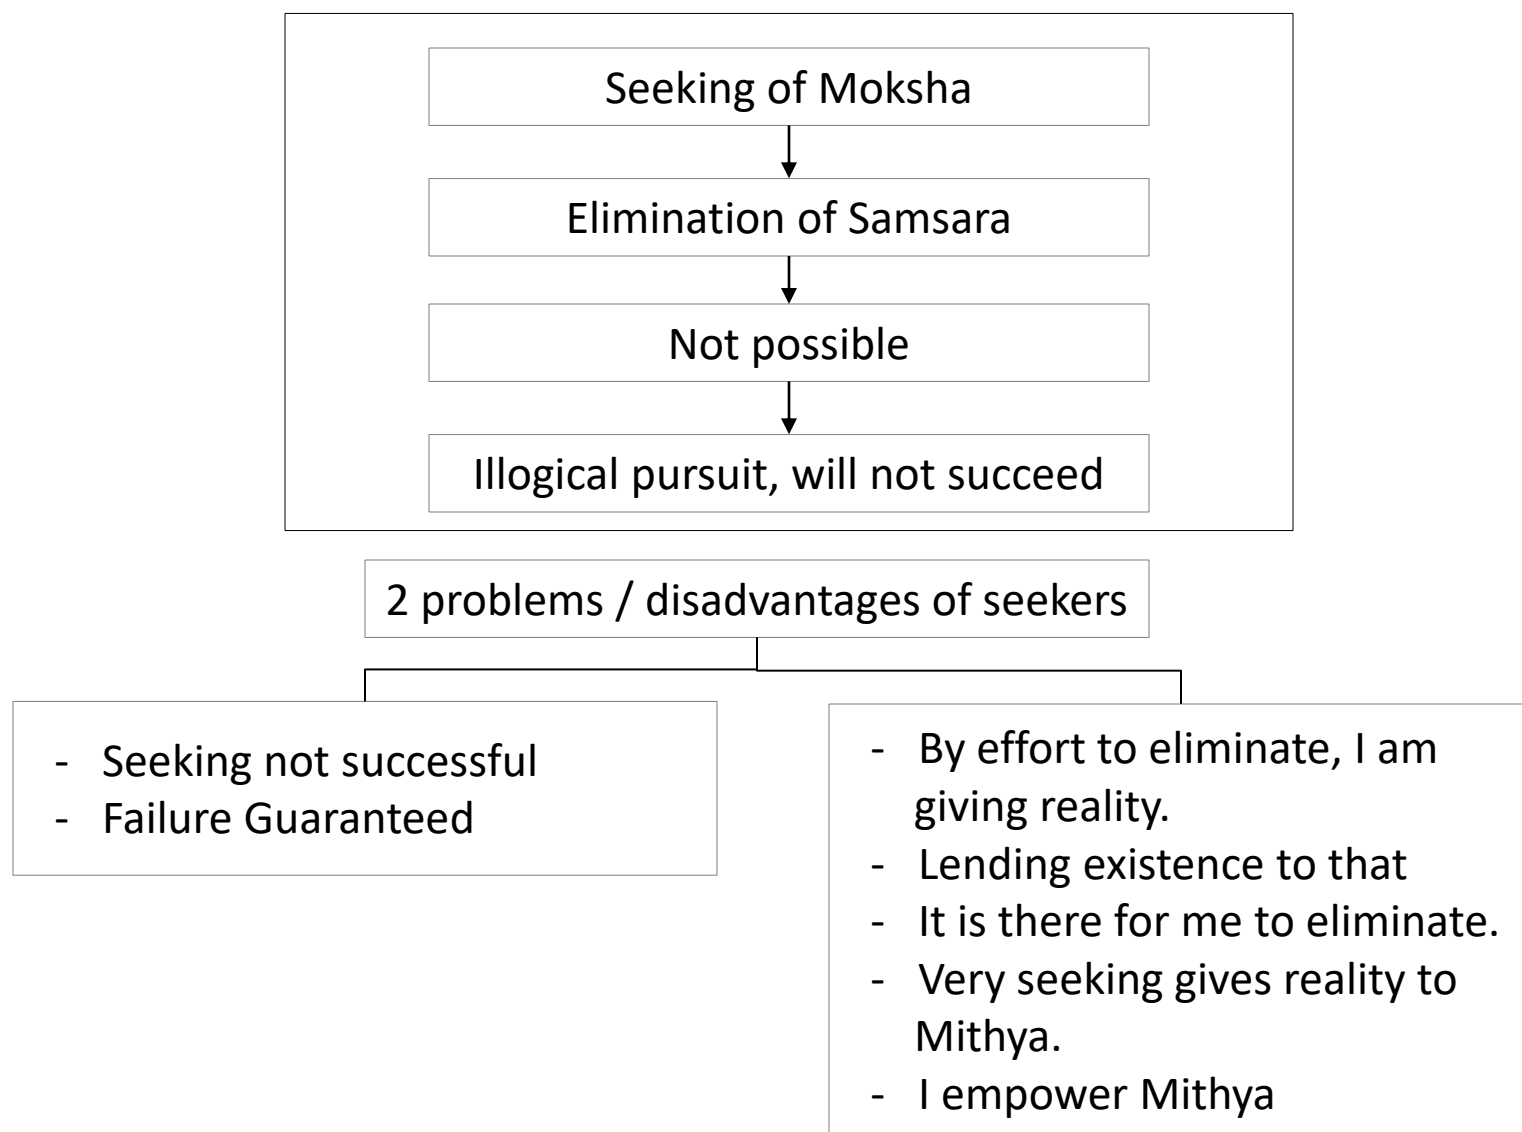 Seeking of Moksha
Elimination of Samsara
Not possible
Illogical pursuit, will not succeed
2 problems / disadvantages of seekers
- Seeking not successful
- Failure Guaranteed
- By effort to eliminate, I am
giving reality.
- Lending existence to that
- It is there for me to eliminate.
- Very seeking gives reality to
Mithya.
- I empower Mithya